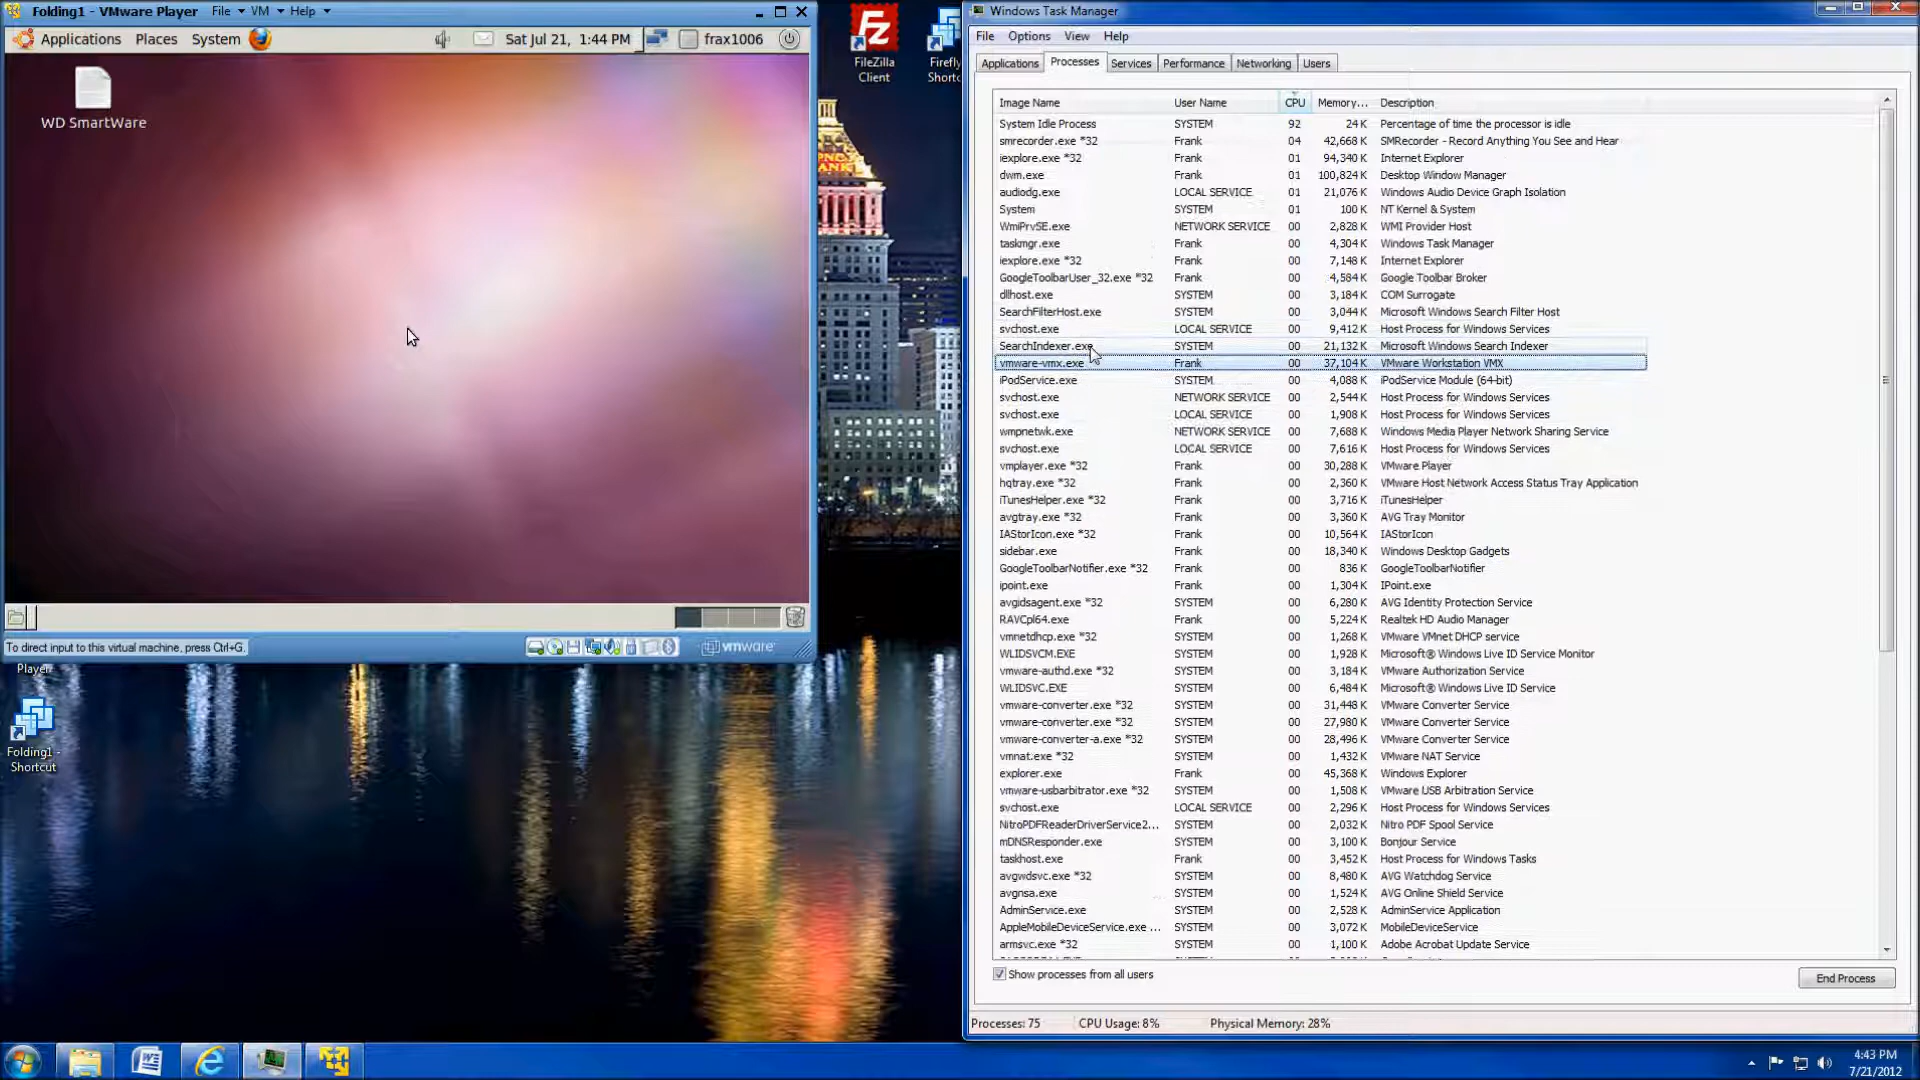 Folding1 - VMware Player File VM Help
Applications Places System
Sat Jul 21, 1:44 PM frax1006
WD SmartWare
To direct input to this virtual machine, press Ctrl+G.
vmware
FileZilla
Client
Firefly
Shortc
PNC
BANK
Player
Folding1 -
Shortcut
Windows Task Manager
File Options View Help
Applications Processes Services Performance Networking Users
Image Name User Name CPU Memory... Description
System Idle Process SYSTEM 92 24 K Percentage of time the processor is idle
smrecorder.exe *32 Frank 04 42,668 K SMRecorder - Record Anything You See and Hear
iexplore.exe *32 Frank 01 94,340 K Internet Explorer
dwm.exe Frank 01 100,824 K Desktop Window Manager
audiodg.exe LOCAL SERVICE 01 21,076 K Windows Audio Device Graph Isolation
System SYSTEM 01 100 K NT Kernel & System
WmiPrvSE.exe NETWORK SERVICE 00 2,828 K WMI Provider Host
taskmgr.exe Frank 00 4,304 K Windows Task Manager
iexplore.exe *32 Frank 00 7,148 K Internet Explorer
GoogleToolbarUser_32.exe *32 Frank 00 4,584 K Google Toolbar Broker
dllhost.exe SYSTEM 00 3,184 K COM Surrogate
SearchFilterHost.exe SYSTEM 00 3,044 K Microsoft Windows Search Filter Host
svchost.exe LOCAL SERVICE 00 9,412 K Host Process for Windows Services
SearchIndexer.exe SYSTEM 00 21,132 K Microsoft Windows Search Indexer
vmware-vmx.exe Frank 00 37,104 K VMware Workstation VMX
iPodService.exe SYSTEM 00 4,088 K iPodService Module (64-bit)
svchost.exe NETWORK SERVICE 00 2,544 K Host Process for Windows Services
svchost.exe LOCAL SERVICE 00 1,908 K Host Process for Windows Services
wmpnetwk.exe NETWORK SERVICE 00 7,688 K Windows Media Player Network Sharing Service
svchost.exe LOCAL SERVICE 00 7,616 K Host Process for Windows Services
vmplayer.exe *32 Frank 00 30,288 K VMware Player
hqtray.exe *32 Frank 00 2,360 K VMware Host Network Access Status Tray Application
iTunesHelper.exe *32 Frank 00 3,716 K iTunesHelper
avgtray.exe *32 Frank 00 3,360 K AVG Tray Monitor
IAStorIcon.exe *32 Frank 00 10,564 K IAStorIcon
sidebar.exe Frank 00 18,340 K Windows Desktop Gadgets
GoogleToolbarNotifier.exe *32 Frank 00 836 K GoogleToolbarNotifier
ipoint.exe Frank 00 1,304 K IPoint.exe
avgidsagent.exe *32 SYSTEM 00 6,280 K AVG Identity Protection Service
RAVCpl64.exe Frank 00 5,224 K Realtek HD Audio Manager
vmnetdhcp.exe *32 SYSTEM 00 1,268 K VMware VMnet DHCP service
WLIDSVCM.EXE SYSTEM 00 1,928 K Microsoft® Windows Live ID Service Monitor
vmware-authd.exe *32 SYSTEM 00 3,184 K VMware Authorization Service
WLIDSVC.EXE SYSTEM 00 6,484 K Microsoft® Windows Live ID Service
vmware-converter.exe *32 SYSTEM 00 31,448 K VMware Converter Service
vmware-converter.exe *32 SYSTEM 00 27,980 K VMware Converter Service
vmware-converter-a.exe *32 SYSTEM 00 28,496 K VMware Converter Service
vmnat.exe *32 SYSTEM 00 1,432 K VMware NAT Service
explorer.exe Frank 00 45,368 K Windows Explorer
vmware-usbarbitrator.exe *32 SYSTEM 00 1,508 K VMware USB Arbitration Service
svchost.exe LOCAL SERVICE 00 2,296 K Host Process for Windows Services
NitroPDFReaderDriverService2... SYSTEM 00 2,032 K Nitro PDF Spool Service
mDNSResponder.exe SYSTEM 00 3,100 K Bonjour Service
taskhost.exe Frank 00 3,452 K Host Process for Windows Tasks
avgwdsvc.exe *32 SYSTEM 00 8,480 K AVG Watchdog Service
avgnsa.exe SYSTEM 00 1,524 K AVG Online Shield Service
AdminService.exe SYSTEM 00 2,528 K AdminService Application
AppleMobileDeviceService.exe ... SYSTEM 00 3,072 K MobileDeviceService
armsvc.exe *32 SYSTEM 00 1,100 K Adobe Acrobat Update Service
Show processes from all users
End Process
Processes: 75 CPU Usage: 8% Physical Memory: 28%
4:43 PM
7/21/2012